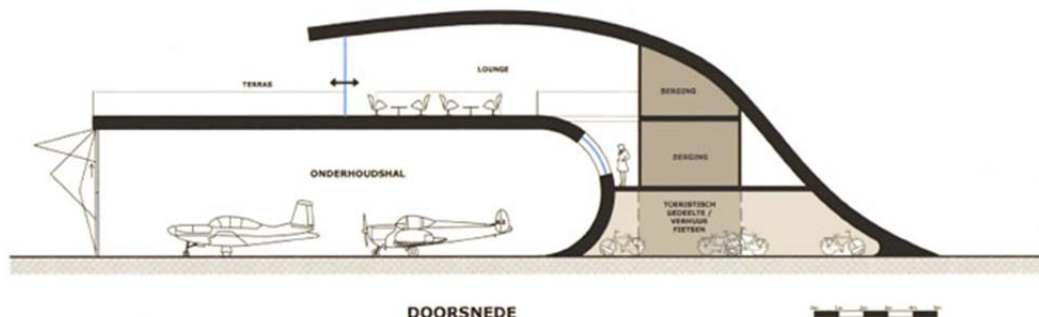 TERRAS
LOUNGE
BERGING
BERGING
ONDERHOUDSHAL
TOERISTISCH
GEDEELTE /
VERHUUR
FIETSEN
DOORSNEDE